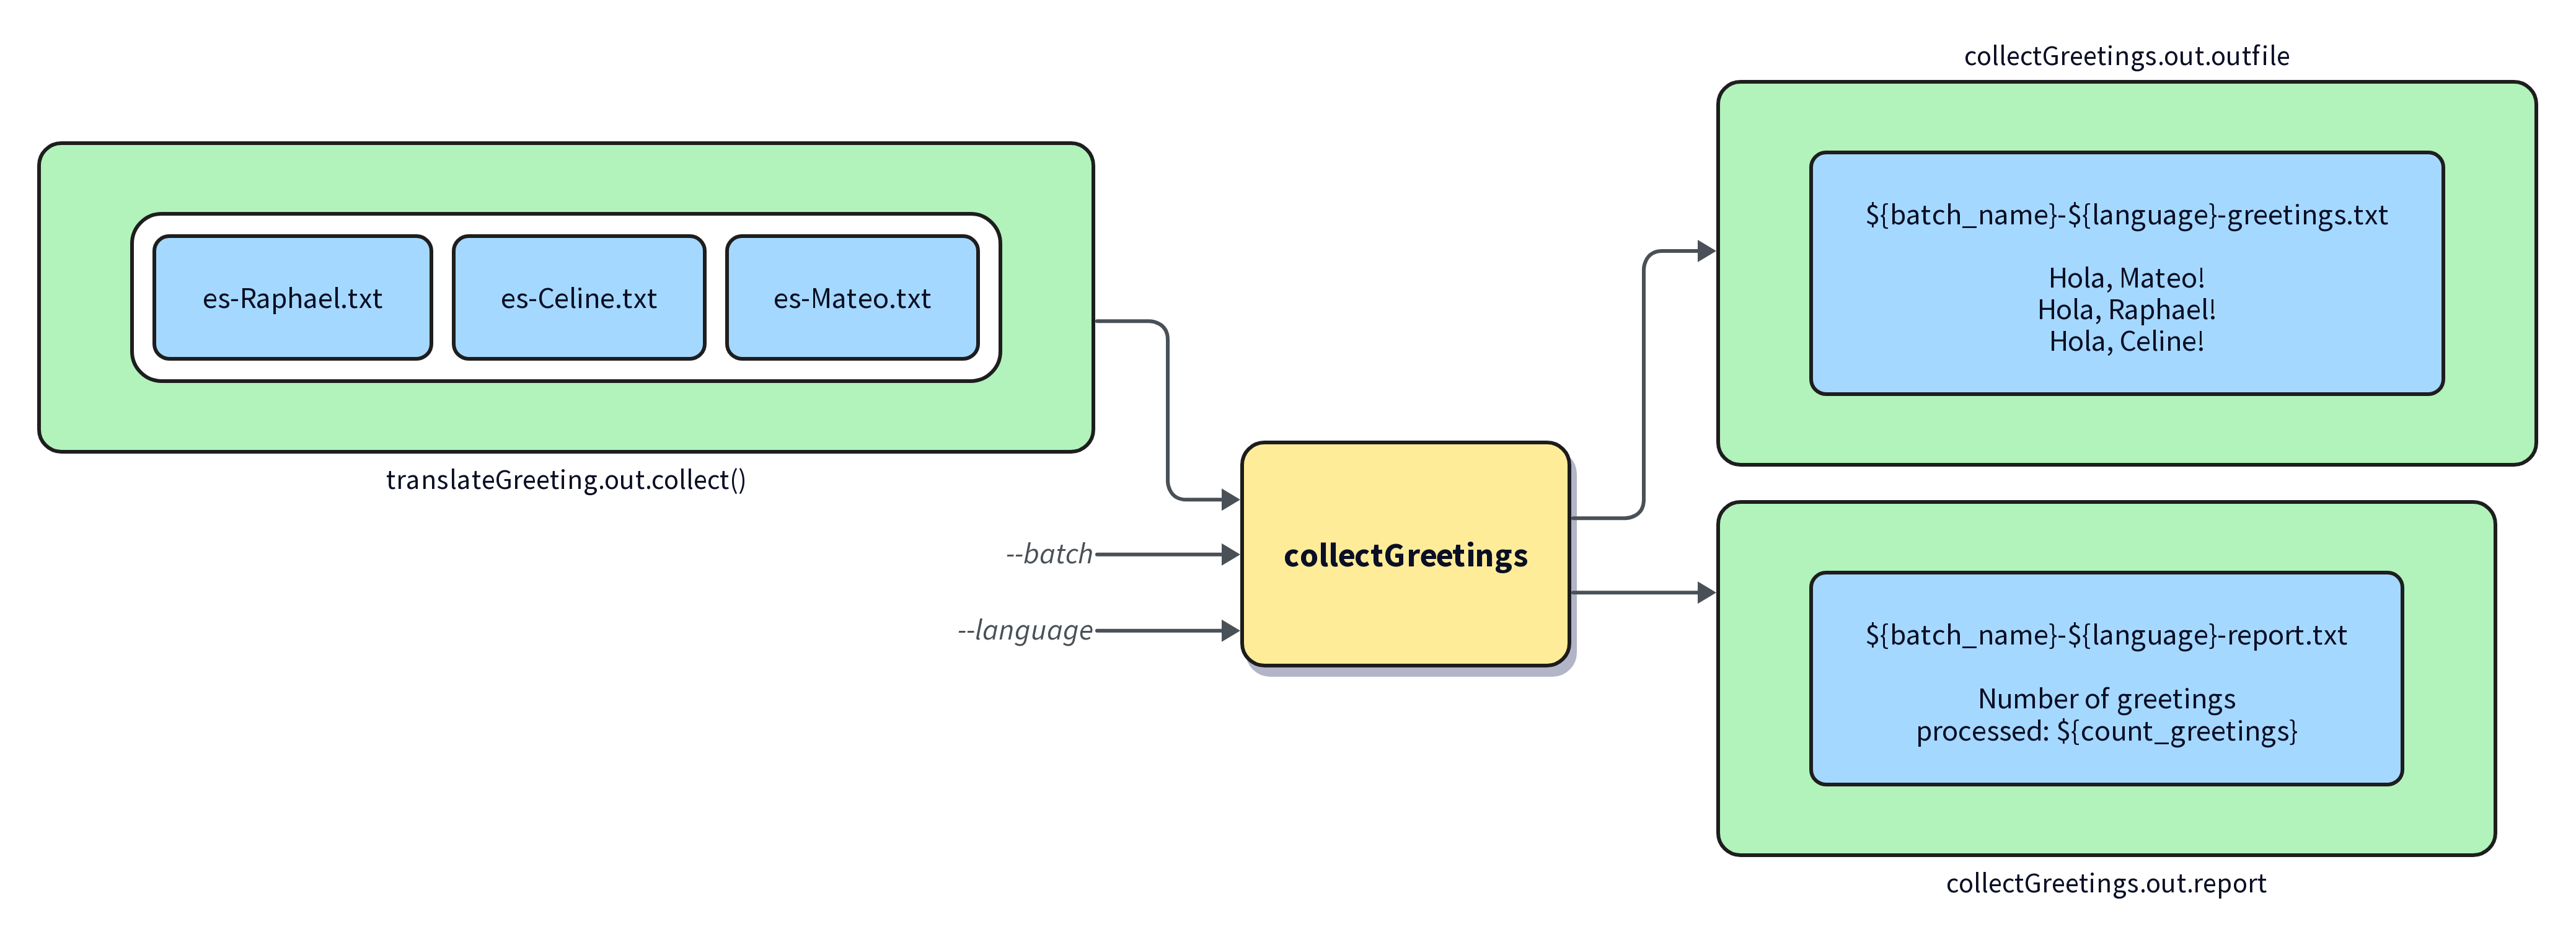 es-Raphael.txt
es-Celine.txt
es-Mateo.txt
translateGreeting.out.collect()
--batch
--language
collectGreetings
collectGreetings.out.outfile
${batch_name}-${language}-greetings.txt
Hola, Mateo!
Hola, Raphael!
Hola, Celine!
${batch_name}-${language}-report.txt
Number of greetings
processed: ${count_greetings}
collectGreetings.out.report